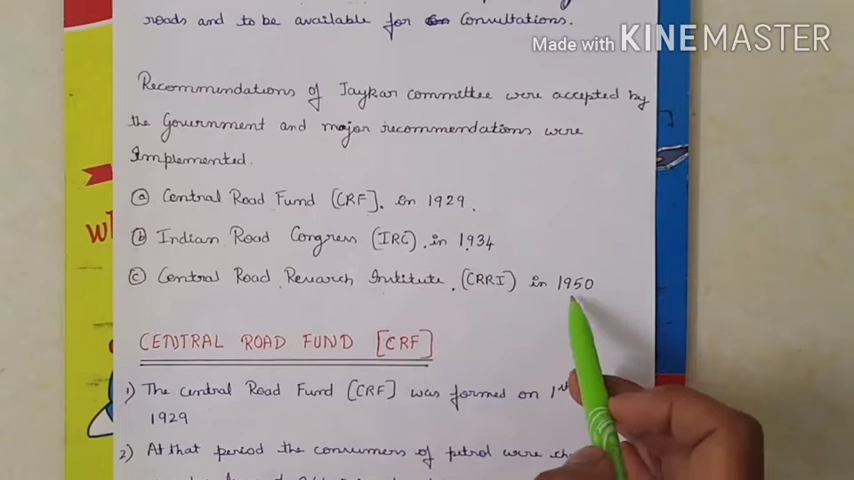 roads and to be available for Consultations.
Made with KINEMASTER
Recommendations of Jaykar committee were accepted by
the Government and major recommendations were
Implemented.
ⓐ Central Road Fund [CRF]. in 1929.
ⓑ Indian Road Congress (IRC). in 1934
ⓒ Central Road Research Institute. (CRRI) in 1950
CENTRAL ROAD FUND [CRF]
1) The central Road Fund [CRF] was formed on 1st
1929
2) At that period the consumers of petrol were